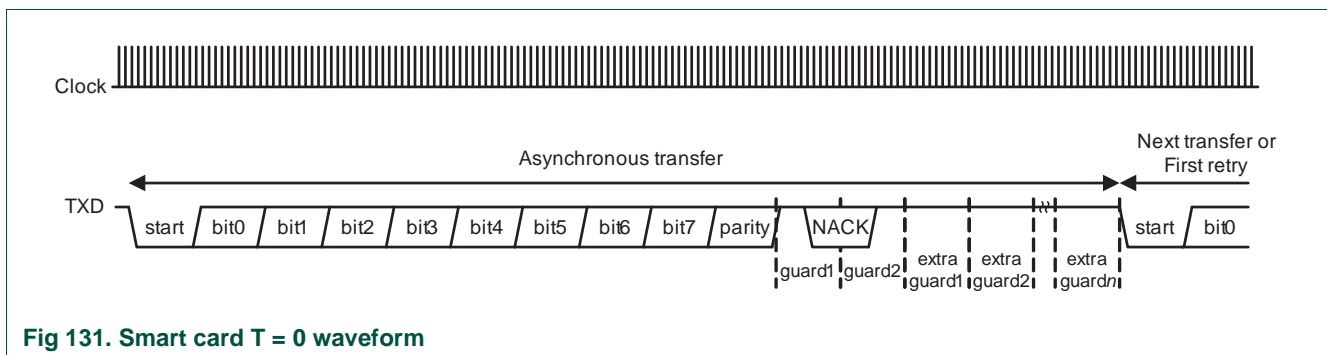 Clock
Next transfer or
First retry
Asynchronous transfer
TXD
start bit0 bit1 bit2 bit3 bit4 bit5 bit6 bit7 parity NACK start bit0
guard1 guard2 extra guard1 extra guard2 extra guardn
Fig 131. Smart card T = 0 waveform